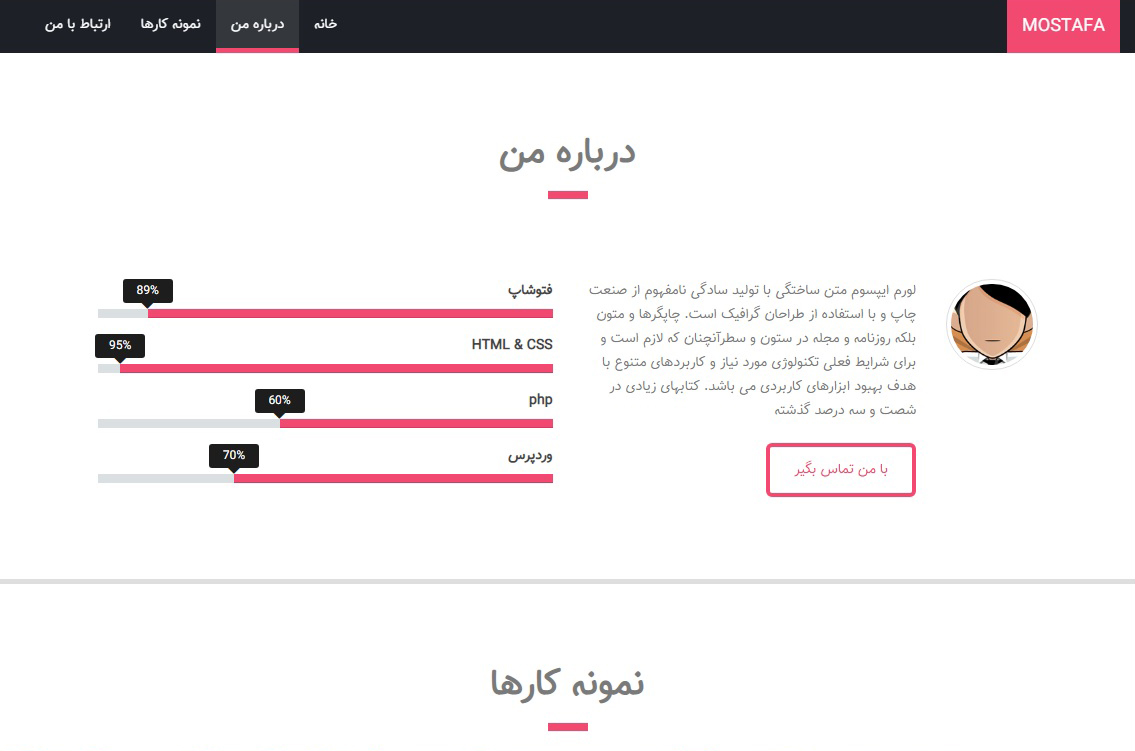 MOSTAFA
خانه
درباره من
نمونه کارها
ارتباط با من
درباره من
لورم ایپسوم متن ساختگی با تولید سادگی نامفهوم از صنعت
چاپ و با استفاده از طراحان گرافیک است. چاپگرها و متون
بلکه روزنامه و مجله در ستون و سطرآنچنان که لازم است و
برای شرایط فعلی تکنولوژی مورد نیاز و کاربردهای متنوع با
هدف بهبود ابزارهای کاربردی می باشد. کتابهای زیادی در
شصت و سه درصد گذشته
با من تماس بگیر
فتوشاپ
89%
HTML & CSS
95%
php
60%
وردپرس
70%
نمونه کارها